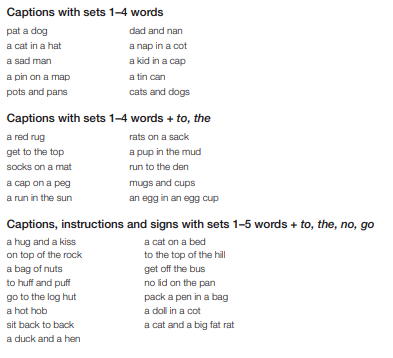 Captions with sets 1–4 words
pat a dog
a cat in a hat
a sad man
a pin on a map
pots and pans
dad and nan
a nap in a cot
a kid in a cap
a tin can
cats and dogs
Captions with sets 1–4 words + to, the
a red rug
get to the top
socks on a mat
a cap on a peg
a run in the sun
rats on a sack
a pup in the mud
run to the den
mugs and cups
an egg in an egg cup
Captions, instructions and signs with sets 1–5 words + to, the, no, go
a hug and a kiss
on top of the rock
a bag of nuts
to huff and puff
go to the log hut
a hot hob
sit back to back
a duck and a hen
a cat on a bed
to the top of the hill
get off the bus
no lid on the pan
pack a pen in a bag
a doll in a cot
a cat and a big fat rat